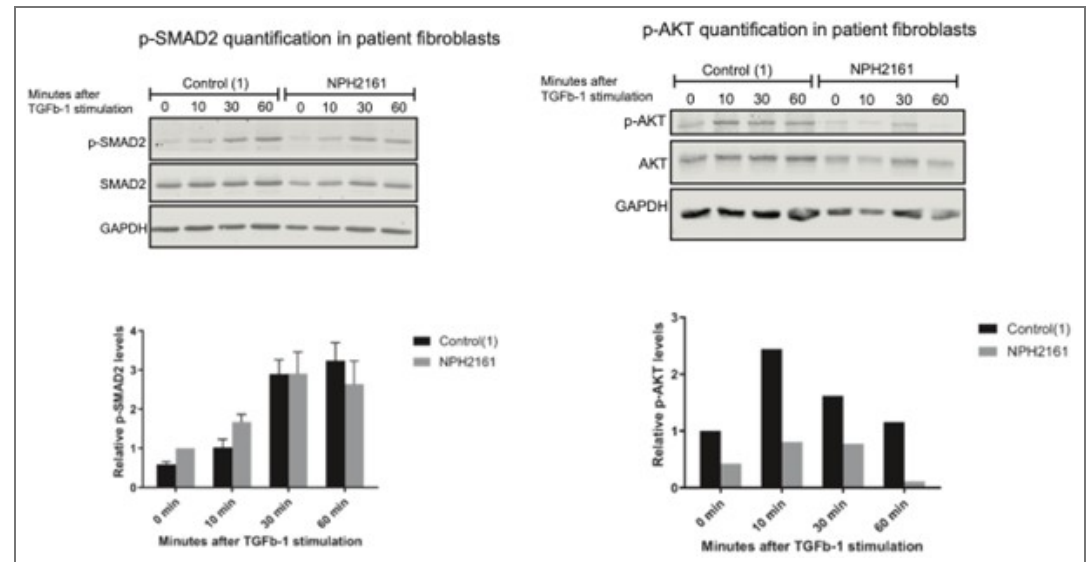 p-SMAD2 quantification in patient fibroblasts
Control (1) NPH2161
Minutes after
TGFb-1 stimulation 0 10 30 60 0 10 30 60
p-SMAD2
SMAD2
GAPDH
4
3
2
1
0
Relative p-SMAD2 levels
0 min 10 min 30 min 60 min
Minutes after TGFb-1 stimulation
Control(1)
NPH2161
p-AKT quantification in patient fibroblasts
Control (1) NPH2161
Minutes after
TGFb-1 stimulation 0 10 30 60 0 10 30 60
p-AKT
AKT
GAPDH
3
2
1
0
Relative p-AKT levels
0 min 10 min 30 min 60 min
Minutes after TGFb-1 stimulation
Control(1)
NPH2161